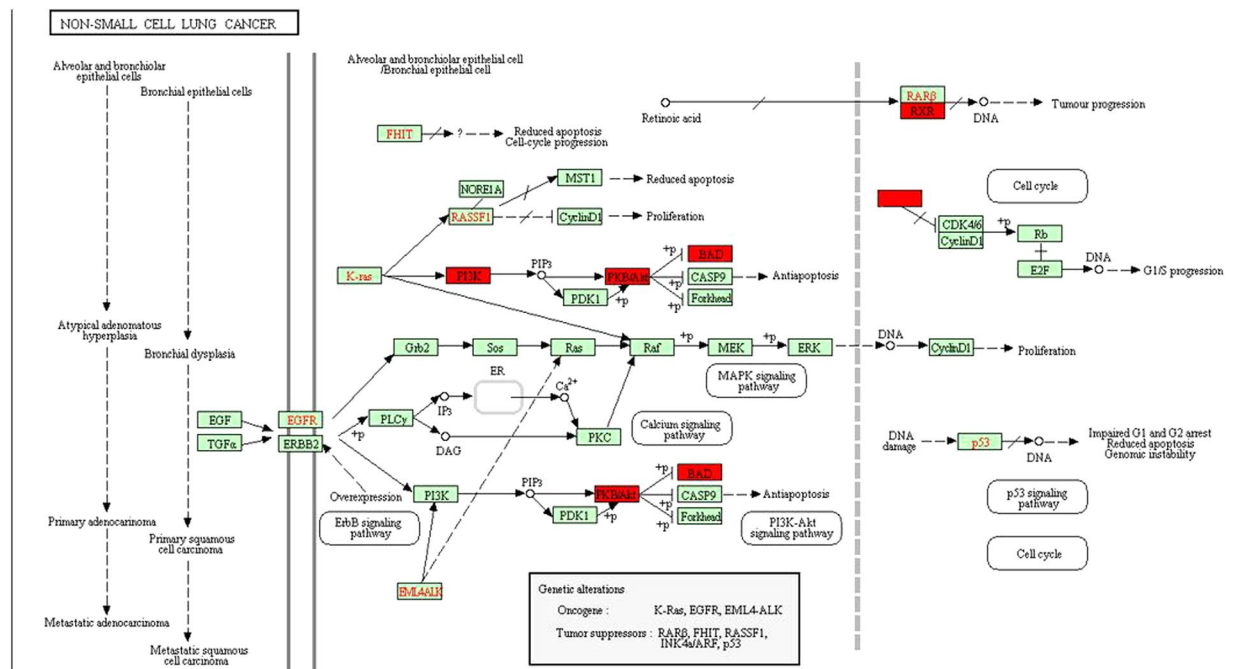 NON-SMALL CELL LUNG CANCER
Alveolar and bronchiolar
epithelial cells
Bronchial epithelial cells
Atypical adenomatous
hyperplasia
Bronchial dysplasia
Primary adenocarinoma
Primary squamous
cell carcinoma
Metastatic adenocarcinoma
Metastatic squamous
cell carcinoma
Alveolar and bronchiolar epithelial cell
/Bronchial epithelial cell
Retinoic acid
RARβ
RXR
DNA
Tumour progression
FHIT
?
Reduced apoptosis
Cell-cycle progression
NORE1A
MST1
Reduced apoptosis
RASSF1
CyclinD1
Proliferation
Cell cycle
CDK4/6
CyclinD1
+p
Rb
E2F
DNA
G1/S progression
K-ras
PI3K
PIP3
PDK1
+p
PKB/Akt
+p
+p
+p
BAD
CASP9
Forkhead
Antiapoptosis
Grb2
Sos
Ras
Raf
+p
MEK
+p
ERK
DNA
CyclinD1
Proliferation
MAPK signaling
pathway
ER
IP3
Ca2+
DAG
PKC
Calcium signaling
pathway
EGF
TGFα
EGFR
ERBB2
+p
PLCγ
Overexpression
ErbB signaling
pathway
PI3K
PIP3
PDK1
+p
PKB/Akt
+p
+p
+p
BAD
CASP9
Forkhead
Antiapoptosis
PI3K-Akt
signaling pathway
EML4ALK
DNA
damage
p53
DNA
Impaired G1 and G2 arrest
Reduced apoptosis
Genomic instability
p53 signaling
pathway
Cell cycle
Genetic alterations
Oncogene : K-Ras, EGFR, EML4-ALK
Tumor suppressors : RARβ, FHIT, RASSF1,
INK4a/ARF, p53